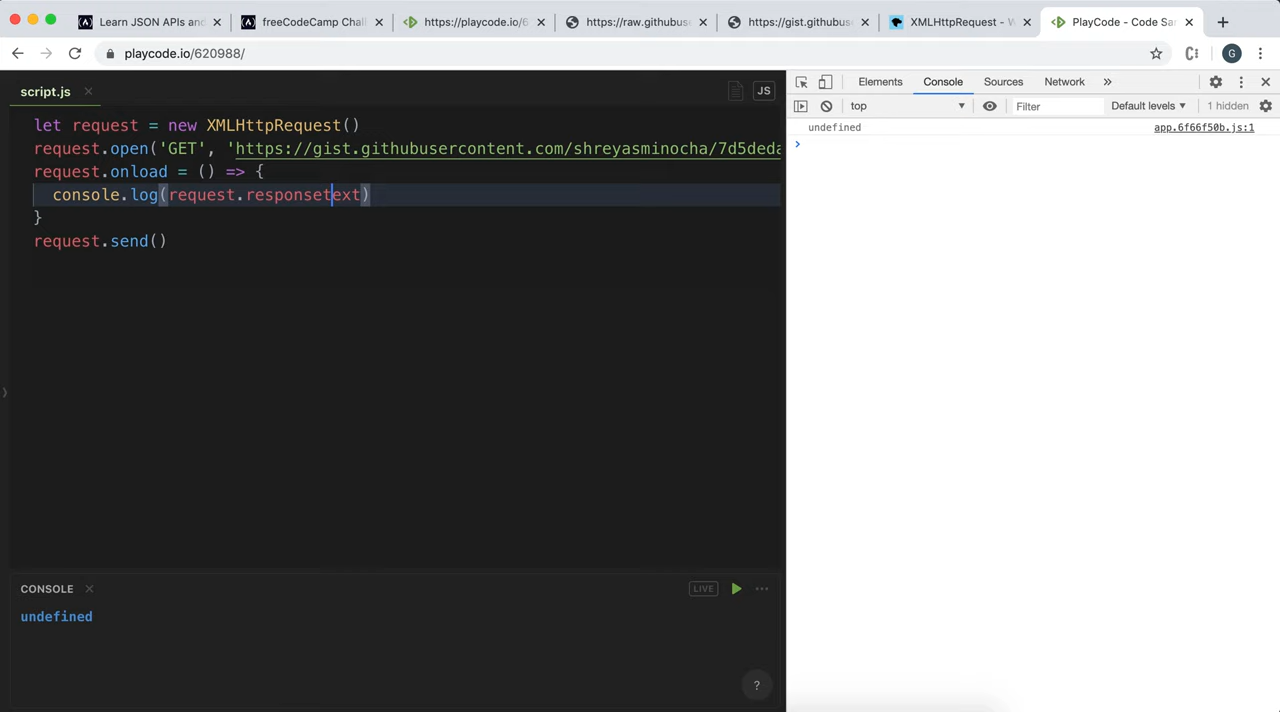 Learn JSON APIs and
freeCodeCamp Chall
https://playcode.io/6
https://raw.githubuse
https://gist.githubuse
XMLHttpRequest - W
PlayCode - Code Sa
playcode.io/620988/
G
script.js
JS
let request = new XMLHttpRequest()
request.open('GET', 'https://gist.githubusercontent.com/shreyasminocha/7d5deda
request.onload = () => {
console.log(request.responsetext)
}
request.send()
CONSOLE
LIVE
undefined
?
Elements
Console
Sources
Network
»
top
Filter
Default levels
1 hidden
undefined
app.6f66f50b.js:1